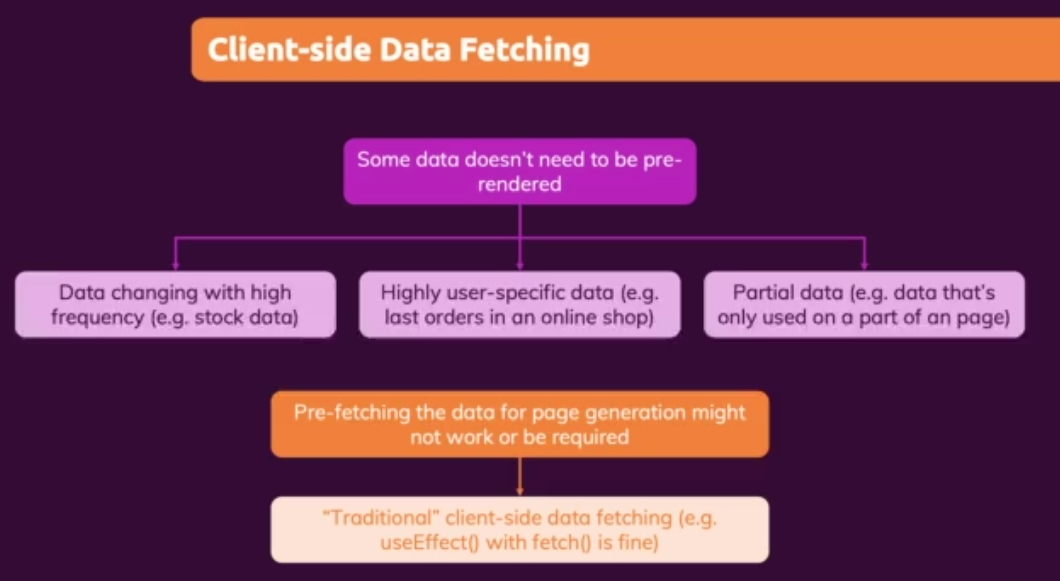 Client-side Data Fetching
Some data doesn't need to be pre-
rendered
Data changing with high
frequency (e.g. stock data)
Highly user-specific data (e.g.
last orders in an online shop)
Partial data (e.g. data that's
only used on a part of an page)
Pre-fetching the data for page generation might
not work or be required
“Traditional” client-side data fetching (e.g.
useEffect() with fetch() is fine)